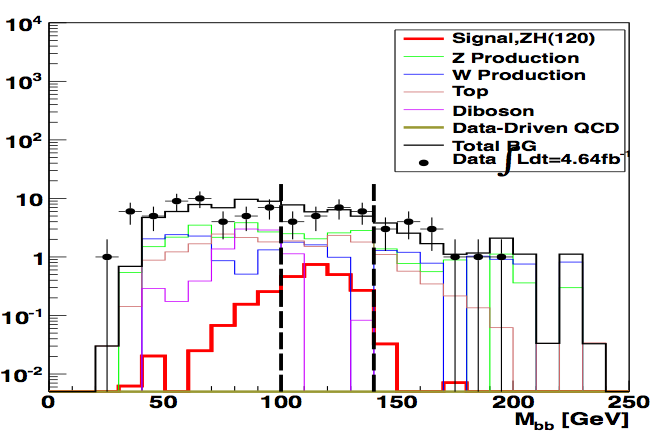 10⁴
10³
10²
10
1
10⁻¹
10⁻²
0
0
50
100
150
200
250
M_bb [GeV]
Signal,ZH(120)
Z Production
W Production
Top
Diboson
Data-Driven QCD
Total BG
Data ∫Ldt=4.64fb⁻¹